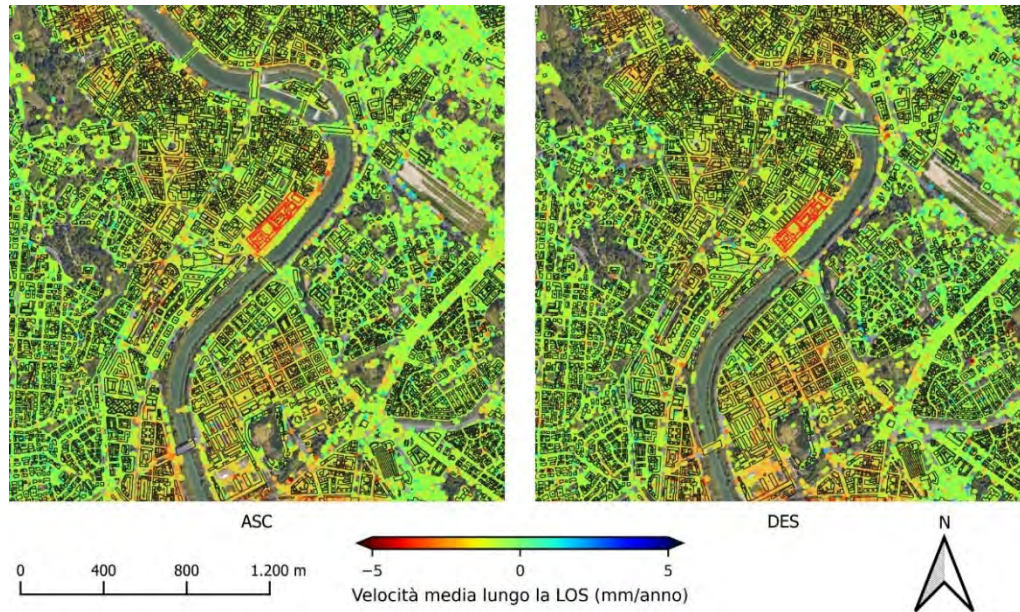 ASC
DES
N
0
400
800
1.200 m
−5
0
5
Velocità media lungo la LOS (mm/anno)